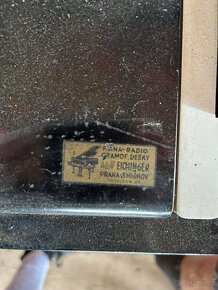 PIANA-RADIO
GRAMOF. DESKY
EICHINGER
PRAHA-SMÍCHOV